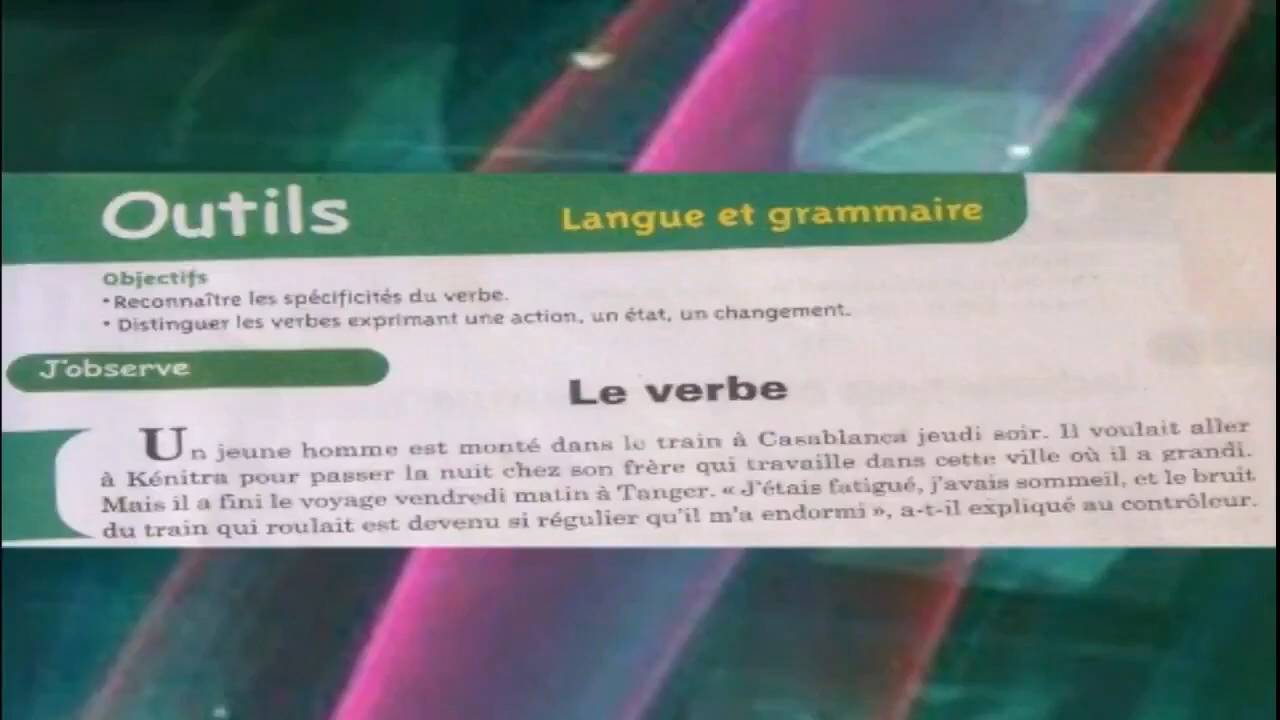 Outils
Langue et grammaire
Objectifs
• Reconnaître les spécificités du verbe.
• Distinguer les verbes exprimant une action, un état, un changement.
J'observe
Le verbe
Un jeune homme est monté dans le train à Casablanca jeudi soir. Il voulait aller
à Kénitra pour passer la nuit chez son frère qui travaille dans cette ville où il a grandi.
Mais il a fini le voyage vendredi matin à Tanger. « J'étais fatigué, j'avais sommeil, et le bruit
du train qui roulait est devenu si régulier qu'il m'a endormi », a-t-il expliqué au contrôleur.